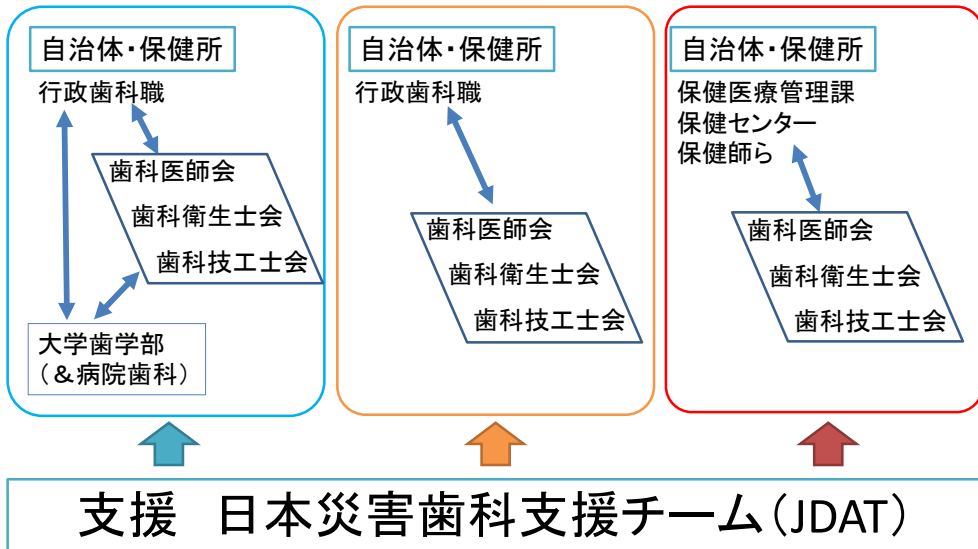 自治体・保健所
行政歯科職
歯科医師会
歯科衛生士会
歯科技工士会
大学歯学部
(&病院歯科)
自治体・保健所
行政歯科職
歯科医師会
歯科衛生士会
歯科技工士会
自治体・保健所
保健医療管理課
保健センター
保健師ら
歯科医師会
歯科衛生士会
歯科技工士会
支援 日本災害歯科支援チーム(JDAT)